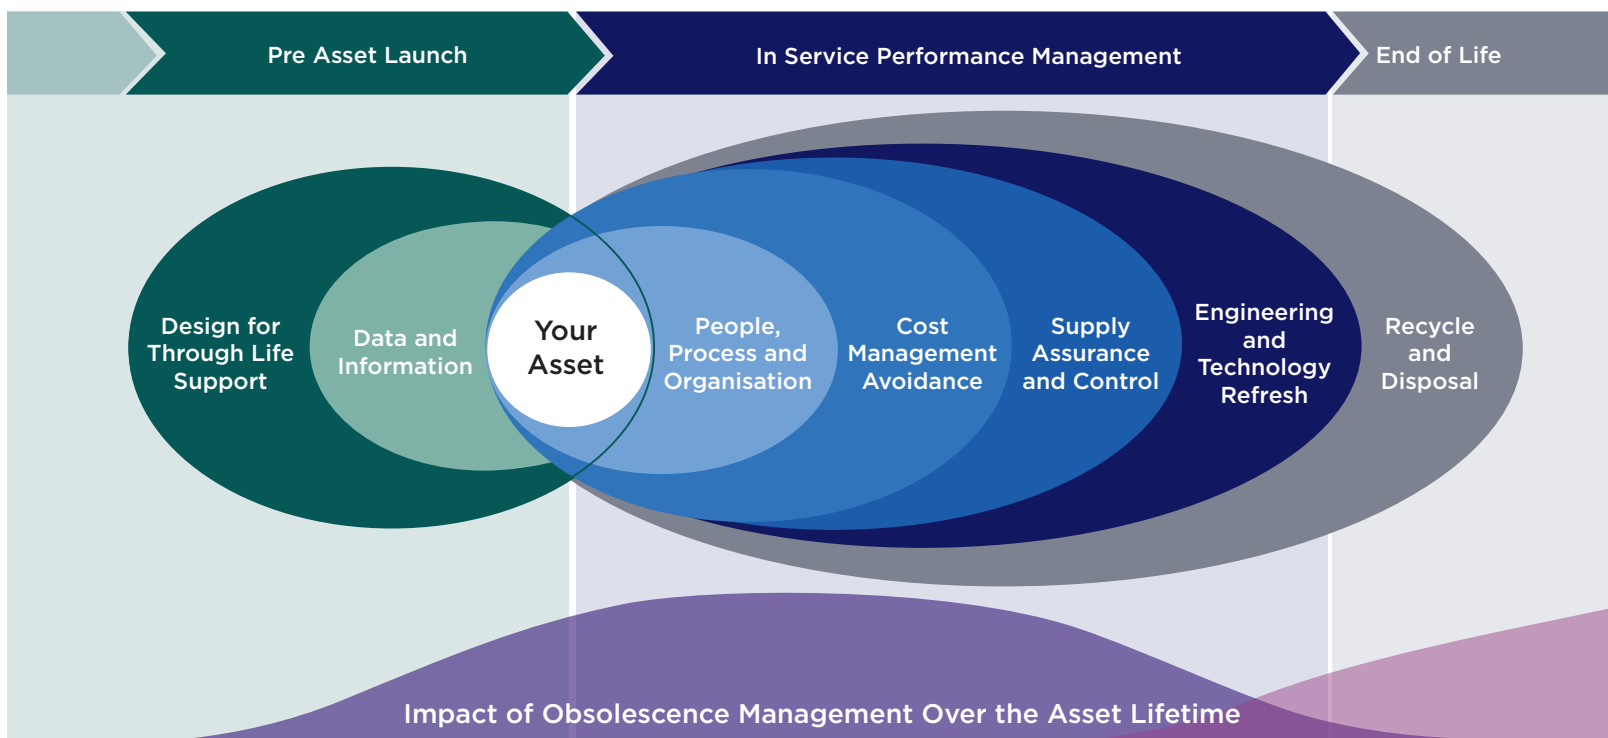 Pre Asset Launch
In Service Performance Management
End of Life
Design for
Through Life
Support
Data and
Information
Your
Asset
People,
Process and
Organisation
Cost
Management
Avoidance
Supply
Assurance
and Control
Engineering
and
Technology
Refresh
Recycle
and
Disposal
Impact of Obsolescence Management Over the Asset Lifetime